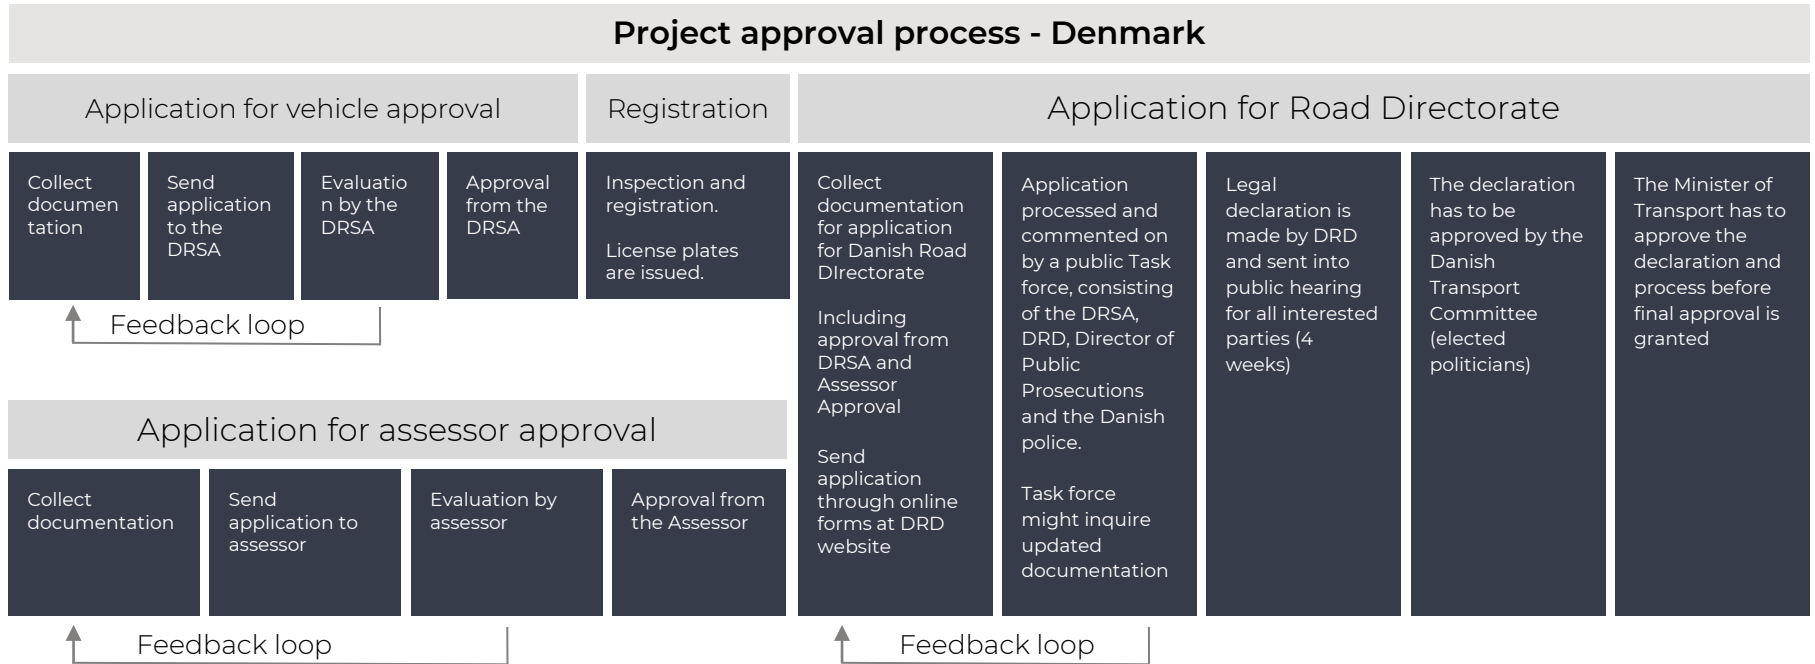 Project approval process - Denmark
Application for vehicle approval
Registration
Application for Road Directorate
Collect
documen
tation
Send
application
to the
DRSA
Evaluatio
n by the
DRSA
Approval
from the
DRSA
Inspection and
registration.
License plates
are issued.
Feedback loop
Application for assessor approval
Collect
documentation
Send
application to
assessor
Evaluation by
assessor
Approval from
the Assessor
Feedback loop
Collect
documentation
for application
for Danish Road
DIrectorate
Including
approval from
DRSA and
Assessor
Approval
Send
application
through online
forms at DRD
website
Application
processed and
commented on
by a public Task
force, consisting
of the DRSA,
DRD, Director of
Public
Prosecutions
and the Danish
police.
Task force
might inquire
updated
documentation
Legal
declaration is
made by DRD
and sent into
public hearing
for all interested
parties (4
weeks)
The declaration
has to be
approved by the
Danish
Transport
Committee
(elected
politicians)
The Minister of
Transport has to
approve the
declaration and
process before
final approval is
granted
Feedback loop